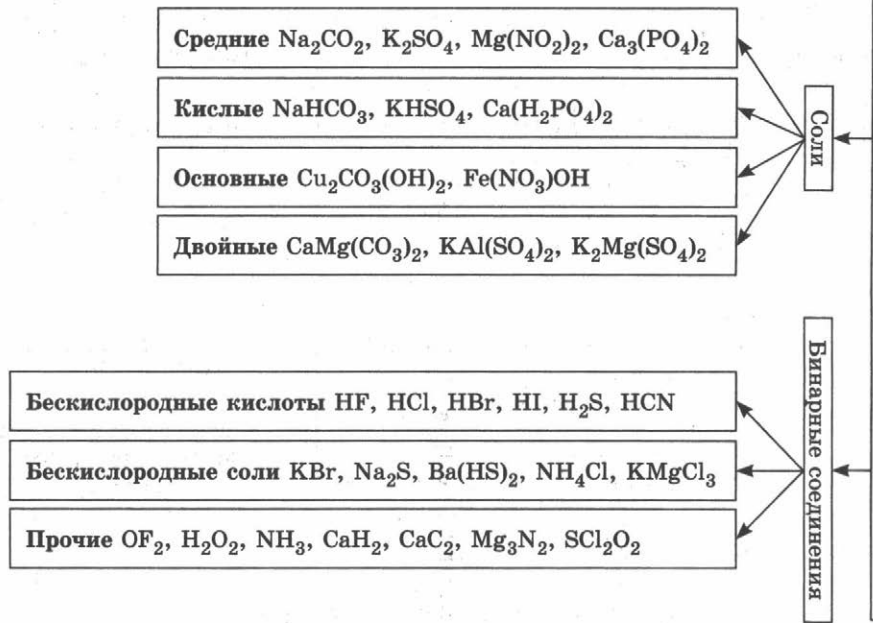 Средние Na₂CO₂, K₂SO₄, Mg(NO₂)₂, Ca₃(PO₄)₂
Кислые NaHCO₃, KHSO₄, Ca(H₂PO₄)₂
Основные Cu₂CO₃(OH)₂, Fe(NO₃)OH
Двойные CaMg(CO₃)₂, KAl(SO₄)₂, K₂Mg(SO₄)₂
Соли
Бескислородные кислоты HF, HCl, HBr, HI, H₂S, HCN
Бескислородные соли KBr, Na₂S, Ba(HS)₂, NH₄Cl, KMgCl₃
Прочие OF₂, H₂O₂, NH₃, CaH₂, CaC₂, Mg₃N₂, SCl₂O₂
Бинарные соединения